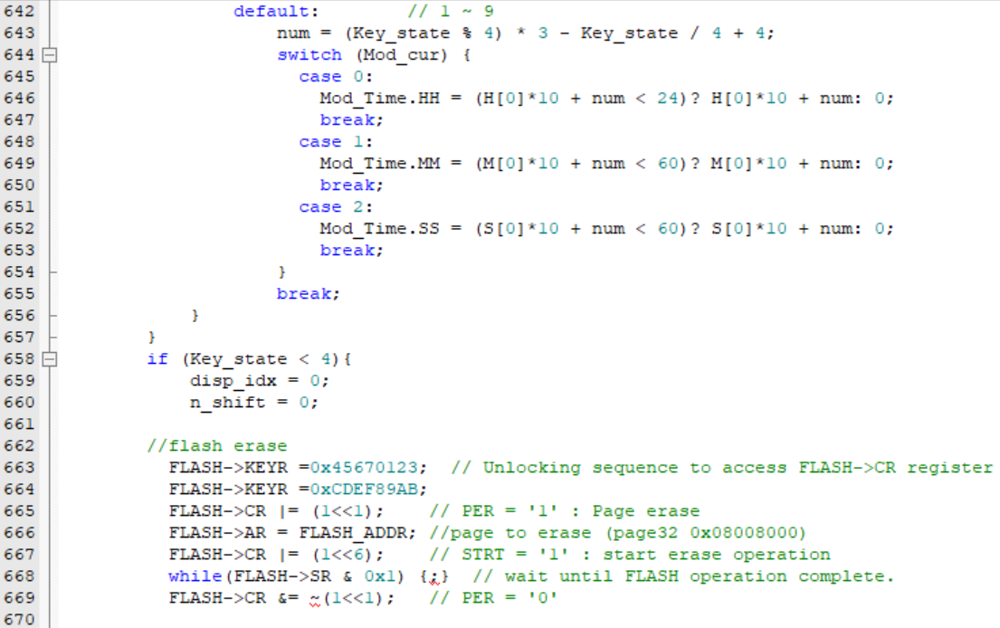 642 default: // 1 ~ 9
643 num = (Key_state % 4) * 3 - Key_state / 4 + 4;
644 switch (Mod_cur) {
645 case 0:
646 Mod_Time.HH = (H[0]*10 + num < 24)? H[0]*10 + num: 0;
647 break;
648 case 1:
649 Mod_Time.MM = (M[0]*10 + num < 60)? M[0]*10 + num: 0;
650 break;
651 case 2:
652 Mod_Time.SS = (S[0]*10 + num < 60)? S[0]*10 + num: 0;
653 break;
654 }
655 break;
656 }
657 }
658 if (Key_state < 4){
659 disp_idx = 0;
660 n_shift = 0;
661
662 //flash erase
663 FLASH->KEYR =0x45670123; // Unlocking sequence to access FLASH->CR register
664 FLASH->KEYR =0xCDEF89AB;
665 FLASH->CR |= (1<<1); // PER = '1' : Page erase
666 FLASH->AR = FLASH_ADDR; //page to erase (page32 0x08008000)
667 FLASH->CR |= (1<<6); // STRT = '1' : start erase operation
668 while(FLASH->SR & 0x1) {;} // wait until FLASH operation complete.
669 FLASH->CR &= ~(1<<1); // PER = '0'
670